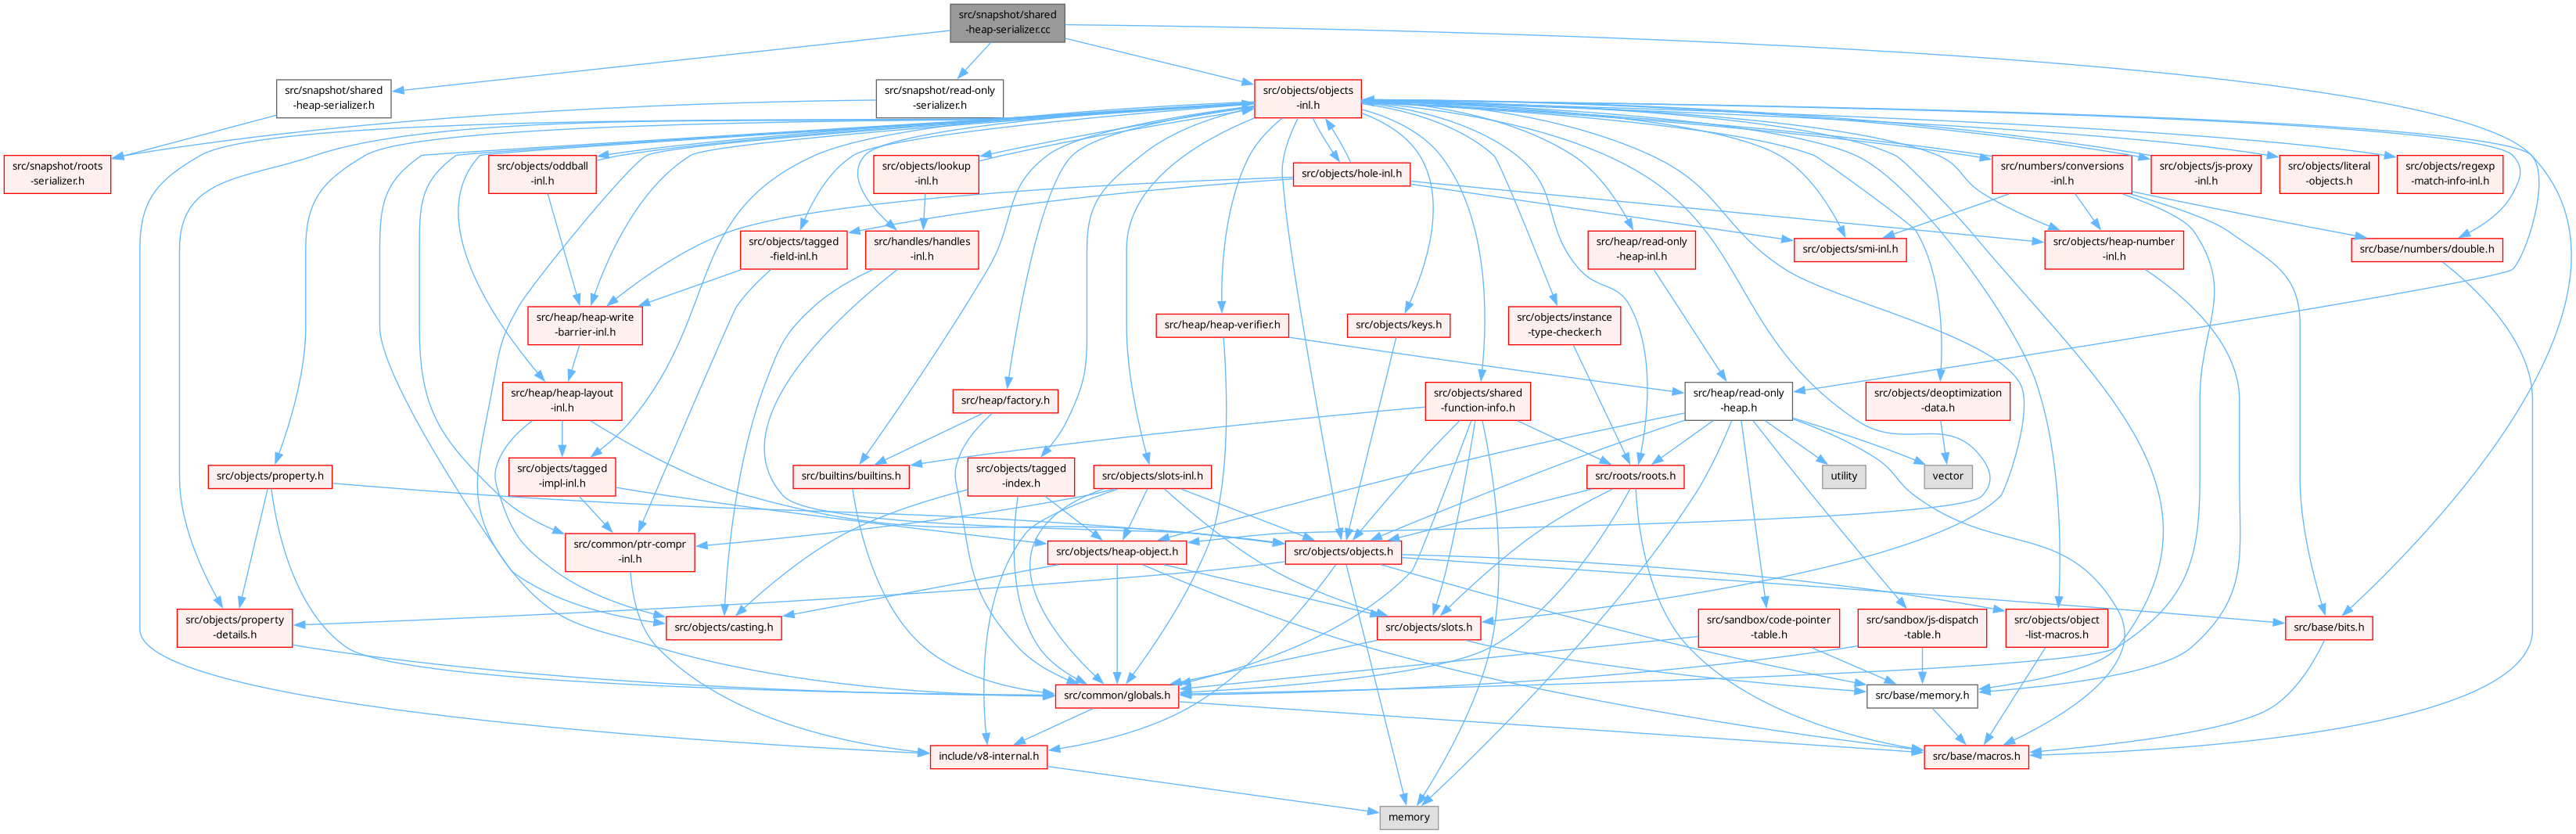 src/snapshot/shared
-heap-serializer.cc
src/snapshot/shared
-heap-serializer.h
src/snapshot/read-only
-serializer.h
src/objects/objects
-inl.h
src/snapshot/roots
-serializer.h
src/objects/oddball
-inl.h
src/objects/lookup
-inl.h
src/objects/hole-inl.h
src/numbers/conversions
-inl.h
src/objects/js-proxy
-inl.h
src/objects/literal
-objects.h
src/objects/regexp
-match-info-inl.h
src/objects/tagged
-field-inl.h
src/handles/handles
-inl.h
src/heap/read-only
-heap-inl.h
src/objects/smi-inl.h
src/objects/heap-number
-inl.h
src/base/numbers/double.h
src/heap/heap-write
-barrier-inl.h
src/heap/heap-verifier.h
src/objects/keys.h
src/objects/instance
-type-checker.h
src/heap/heap-layout
-inl.h
src/heap/factory.h
src/objects/shared
-function-info.h
src/heap/read-only
-heap.h
src/objects/deoptimization
-data.h
src/objects/property.h
src/objects/tagged
-impl-inl.h
src/builtins/builtins.h
src/objects/tagged
-index.h
src/objects/slots-inl.h
src/roots/roots.h
utility
vector
src/common/ptr-compr
-inl.h
src/objects/heap-object.h
src/objects/objects.h
src/objects/property
-details.h
src/objects/casting.h
src/objects/slots.h
src/sandbox/code-pointer
-table.h
src/sandbox/js-dispatch
-table.h
src/objects/object
-list-macros.h
src/base/bits.h
src/common/globals.h
src/base/memory.h
include/v8-internal.h
src/base/macros.h
memory